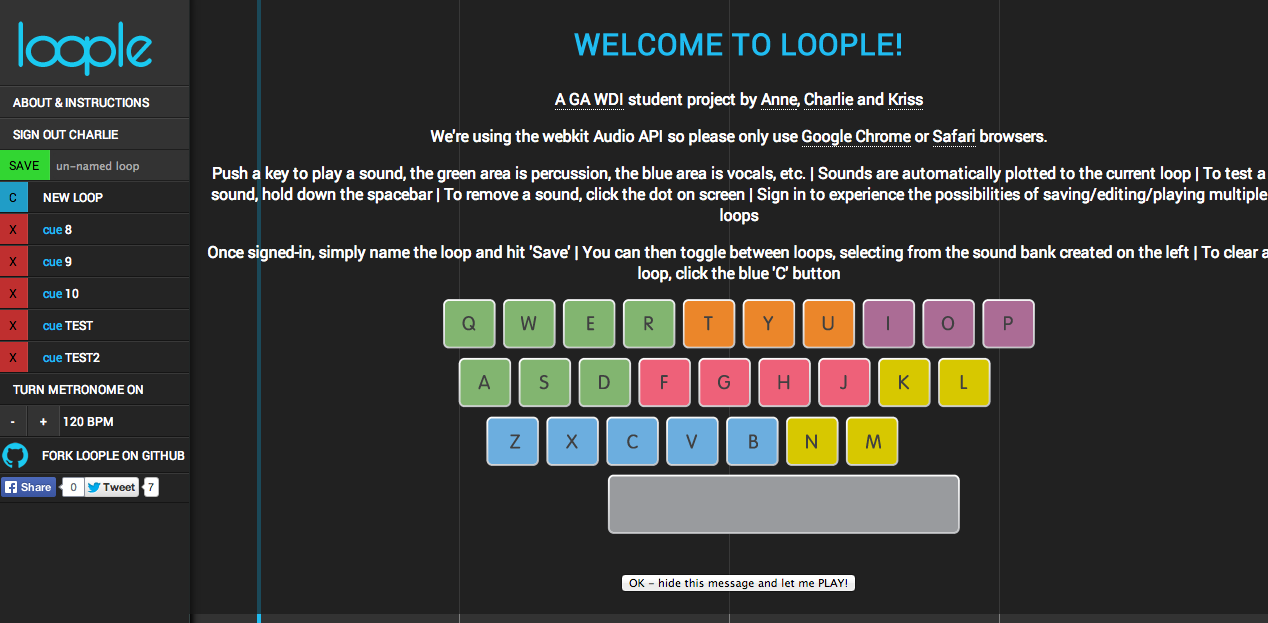 loople
ABOUT & INSTRUCTIONS
SIGN OUT CHARLIE
SAVE un-named loop
C NEW LOOP
X cue 8
X cue 9
X cue 10
X cue TEST
X cue TEST2
TURN METRONOME ON
- + 120 BPM
FORK LOOPLE ON GITHUB
Share 0 Tweet 7
WELCOME TO LOOPLE!
A GA WDI student project by Anne, Charlie and Kriss
We're using the webkit Audio API so please only use Google Chrome or Safari browsers.
Push a key to play a sound, the green area is percussion, the blue area is vocals, etc. | Sounds are automatically plotted to the current loop | To test a
sound, hold down the spacebar | To remove a sound, click the dot on screen | Sign in to experience the possibilities of saving/editing/playing multiple
loops
Once signed-in, simply name the loop and hit 'Save' | You can then toggle between loops, selecting from the sound bank created on the left | To clear a
loop, click the blue 'C' button
Q W E R T Y U I O P
A S D F G H J K L
Z X C V B N M
OK - hide this message and let me PLAY!